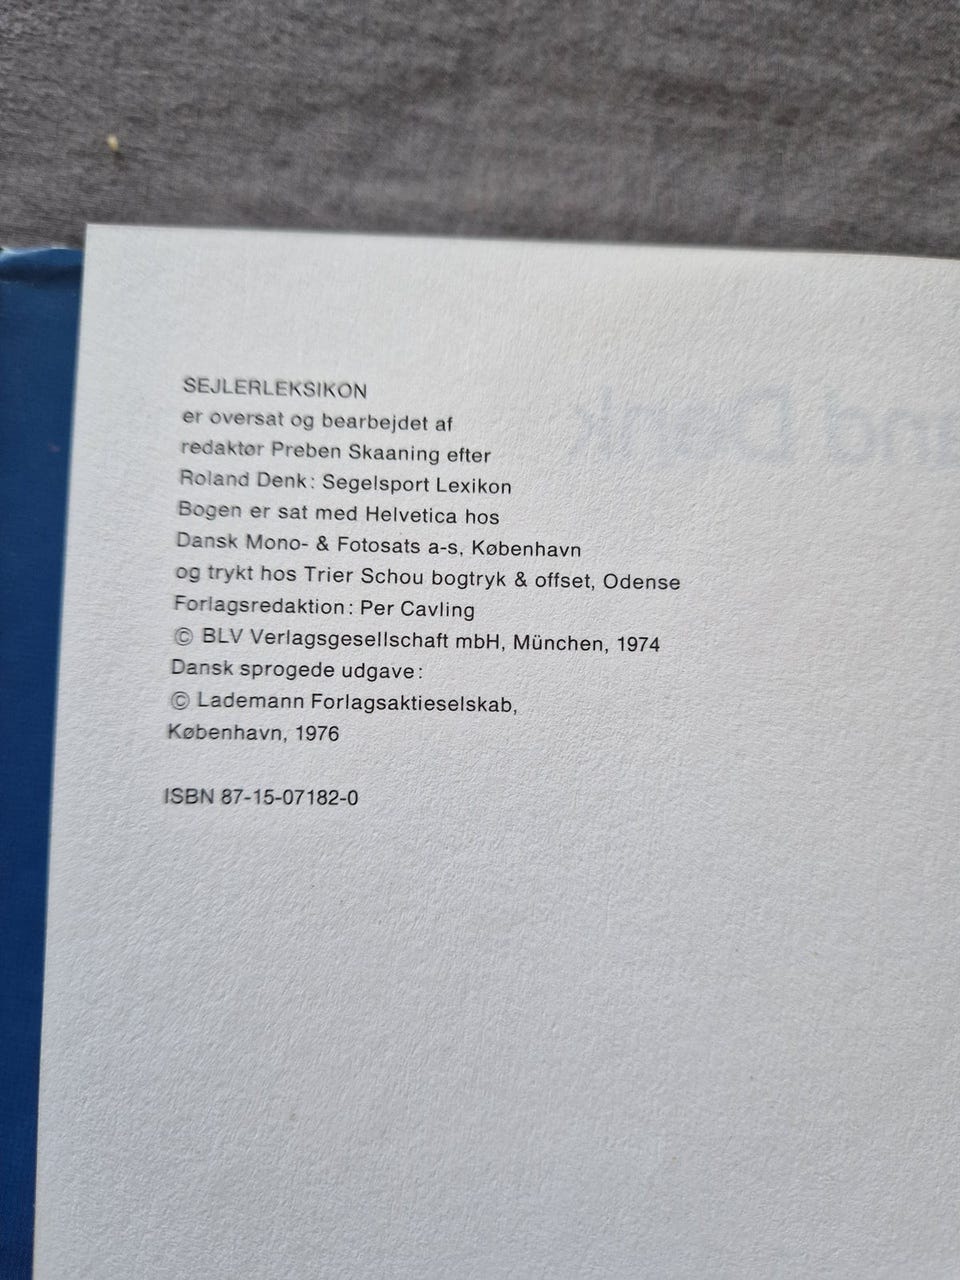 SEJLERLEKSIKON
er oversat og bearbejdet af
redaktør Preben Skaaning efter
Roland Denk: Segelsport Lexikon
Bogen er sat med Helvetica hos
Dansk Mono- & Fotosats a-s, København
og trykt hos Trier Schou bogtryk & offset, Odense
Forlagsredaktion: Per Cavling
© BLV Verlagsgesellschaft mbH, München, 1974
Dansk sprogede udgave:
© Lademann Forlagsaktieselskab,
København, 1976
ISBN 87-15-07182-0